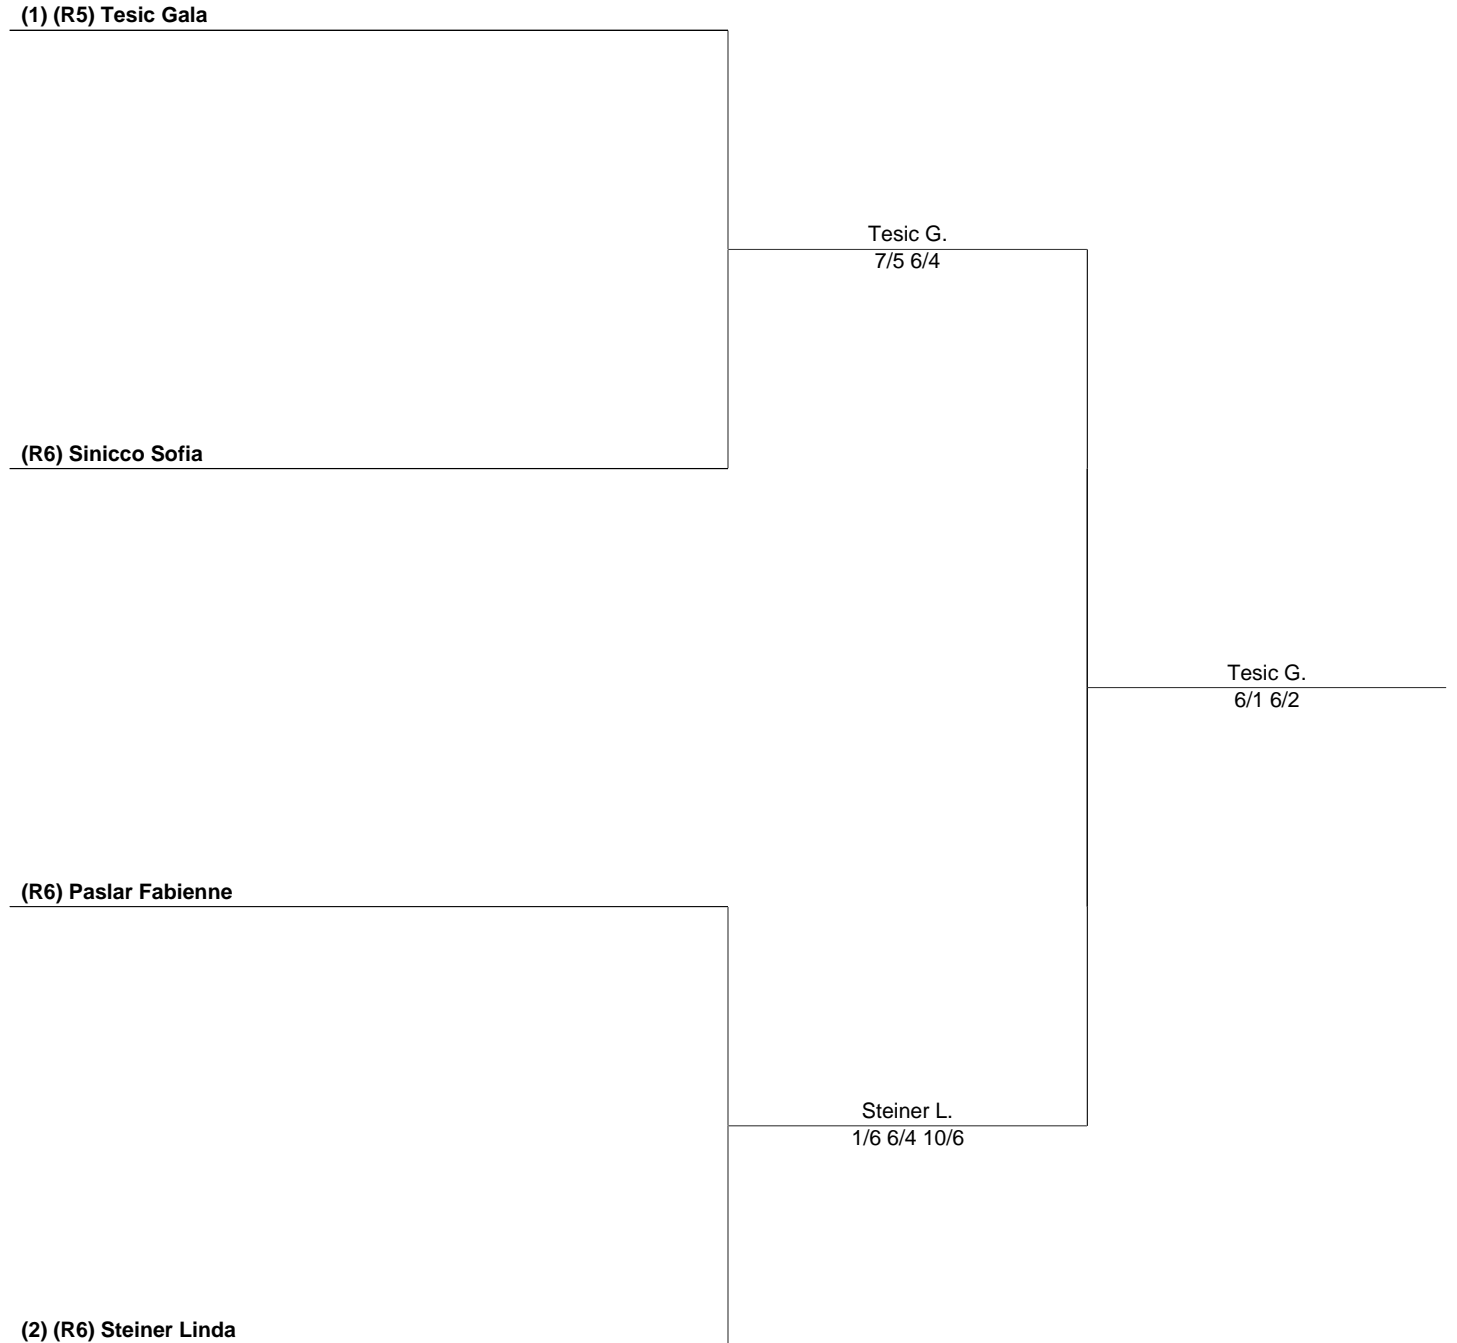 (1) (R5) Tesic Gala
Tesic G.
7/5 6/4
(R6) Sinicco Sofia
Tesic G.
6/1 6/2
(R6) Paslar Fabienne
Steiner L.
1/6 6/4 10/6
(2) (R6) Steiner Linda